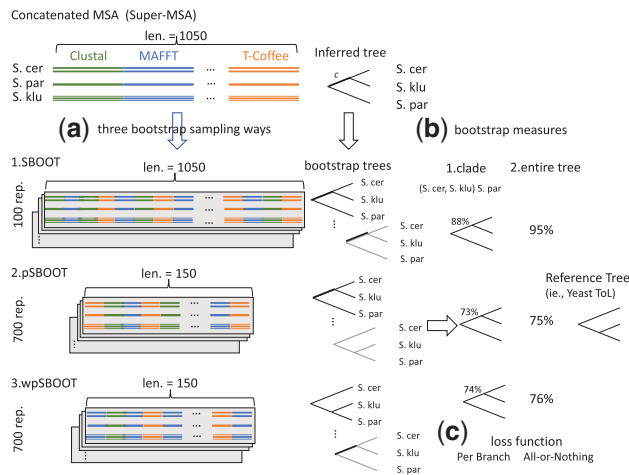 Concatenated MSA (Super-MSA)
len. = 1050
Clustal MAFFT ... T-Coffee
S. cer
S. par
S. klu
Inferred tree
c
S. cer
S. klu
S. par
(a) three bootstrap sampling ways
(b) bootstrap measures
1.SBOOT
len. = 1050
100 rep.
...
bootstrap trees
S. cer
S. klu
S. par
...
S. cer
S. klu
S. par
1.clade
(S. cer, S. klu) S. par
88%
2.entire tree
95%
2.pSBOOT
len. = 150
700 rep.
...
S. cer
S. klu
S. par
...
S. cer
S. klu
S. par
73%
75%
Reference Tree
(ie., Yeast ToL)
3.wpSBOOT
len. = 150
700 rep.
...
S. cer
S. klu
S. par
...
S. cer
S. klu
S. par
74%
76%
(c) loss function
Per Branch All-or-Nothing